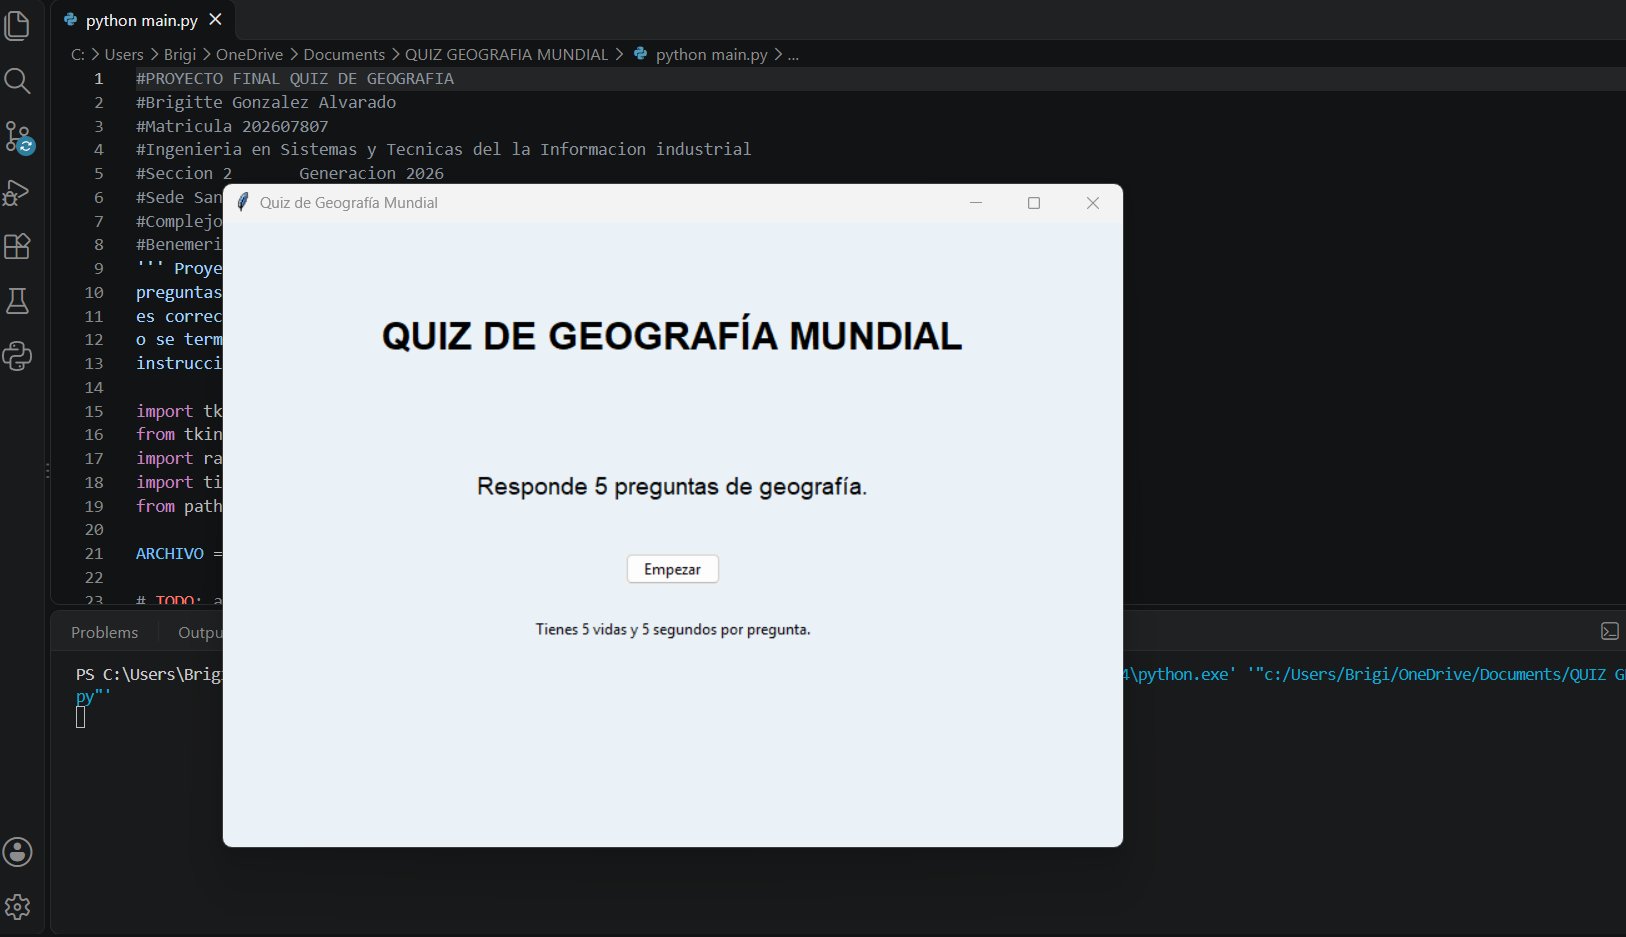 python main.py
C: > Users > Brigi > OneDrive > Documents > QUIZ GEOGRAFIA MUNDIAL > python main.py > ...
1 #PROYECTO FINAL QUIZ DE GEOGRAFIA
2 #Brigitte Gonzalez Alvarado
3 #Matricula 202607807
4 #Ingenieria en Sistemas y Tecnicas del la Informacion industrial
5 #Seccion 2       Generacion 2026
6 #Sede San
7 #Complejo
8 #Benemeri
9 ''' Proye
10 preguntas
11 es correc
12 o se term
13 instrucci
14
15 import tk
16 from tkin
17 import ra
18 import ti
19 from path
20
21 ARCHIVO =
22
23 # TODO: a
Quiz de Geografía Mundial
QUIZ DE GEOGRAFÍA MUNDIAL
Responde 5 preguntas de geografía.
Empezar
Tienes 5 vidas y 5 segundos por pregunta.
Problems Outpu
PS C:\Users\Brigi
4\python.exe' '"c:/Users/Brigi/OneDrive/Documents/QUIZ G
py"'